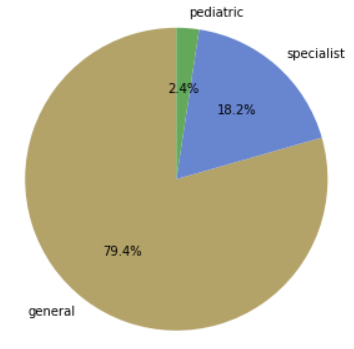 pediatric
specialist
2.4%
18.2%
79.4%
general